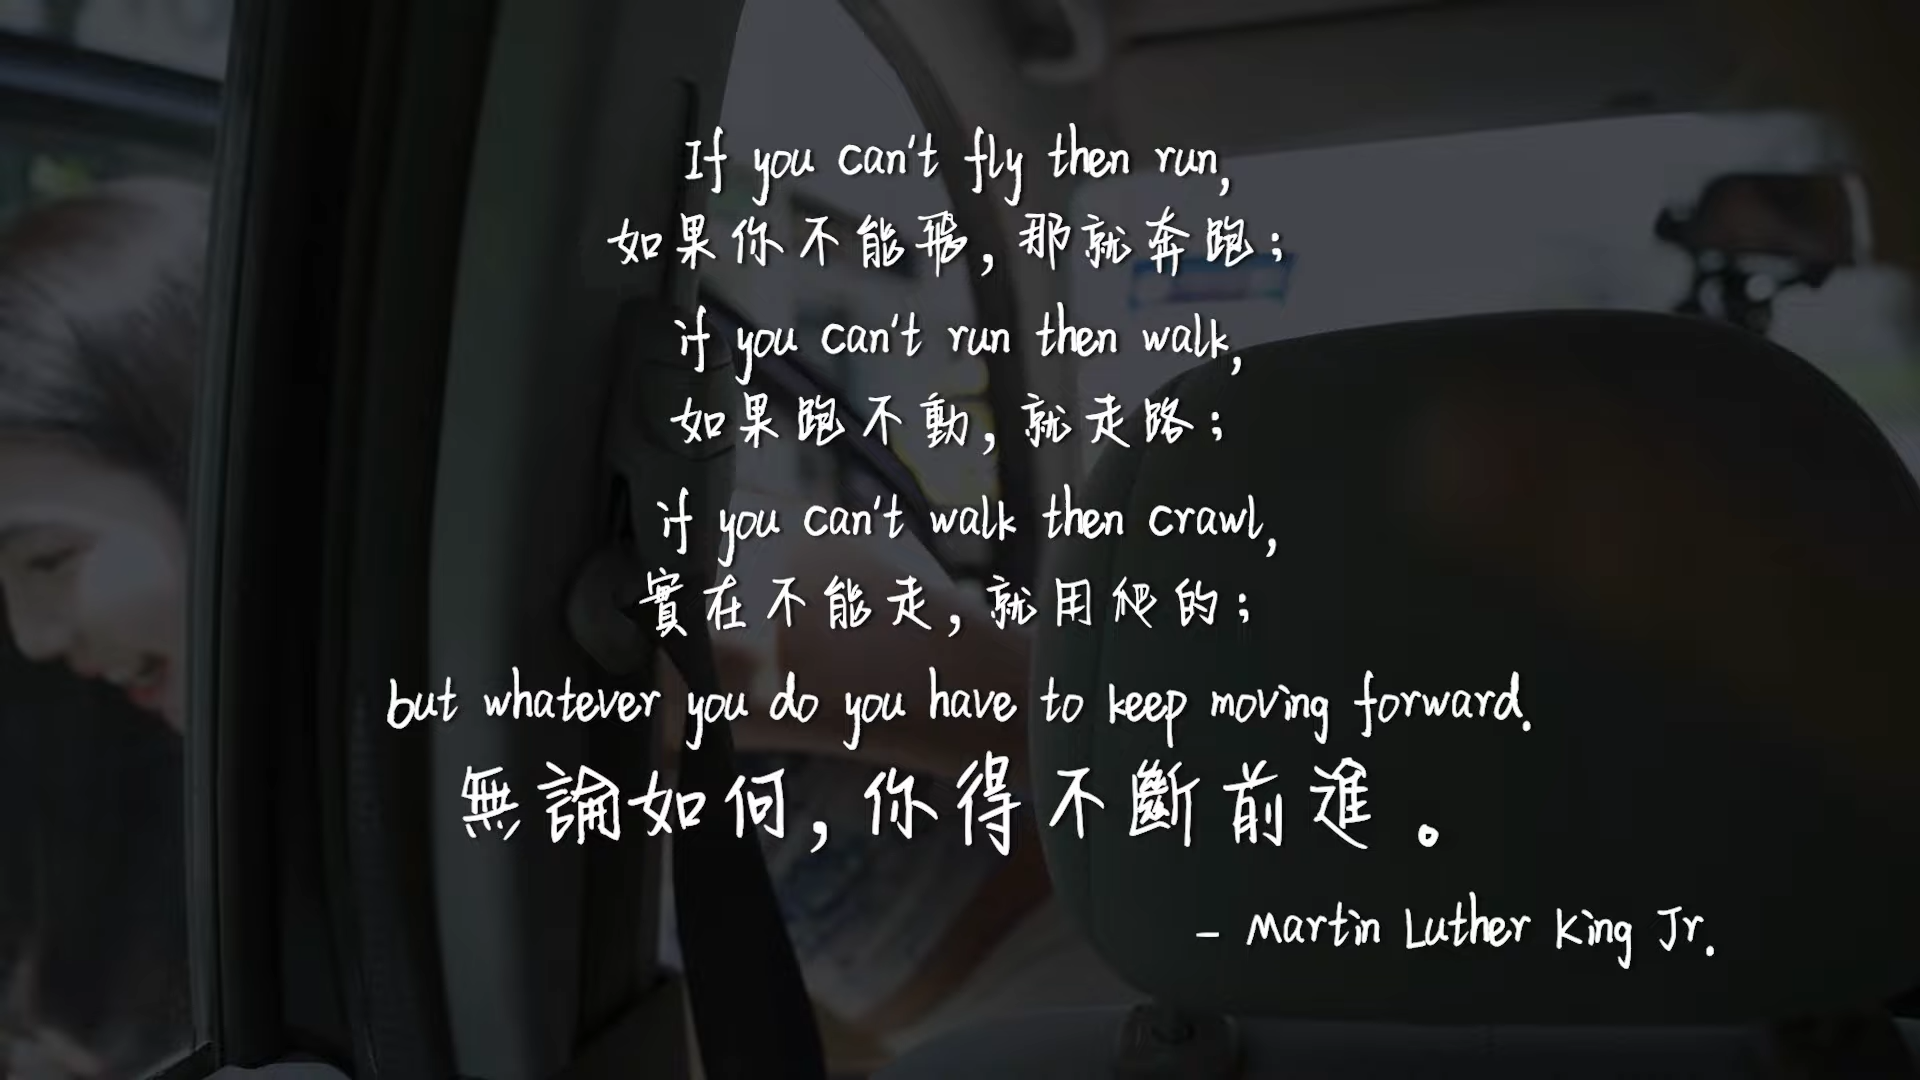 If you can't fly then run,
如果你不能飛，那就奔跑；
if you can't run then walk,
如果跑不動，就走路；
if you can't walk then crawl,
實在不能走，就用爬的；
but whatever you do you have to keep moving forward.
無論如何，你得不斷前進。
- Martin Luther King Jr.